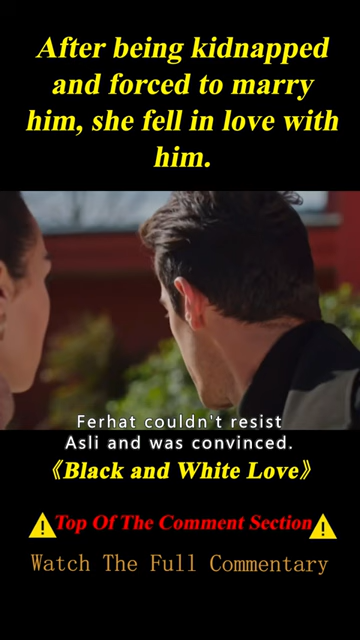 After being kidnapped
and forced to marry
him, she fell in love with
him.
Ferhat couldn't resist
Asli and was convinced.
《Black and White Love》
Top Of The Comment Section
Watch The Full Commentary